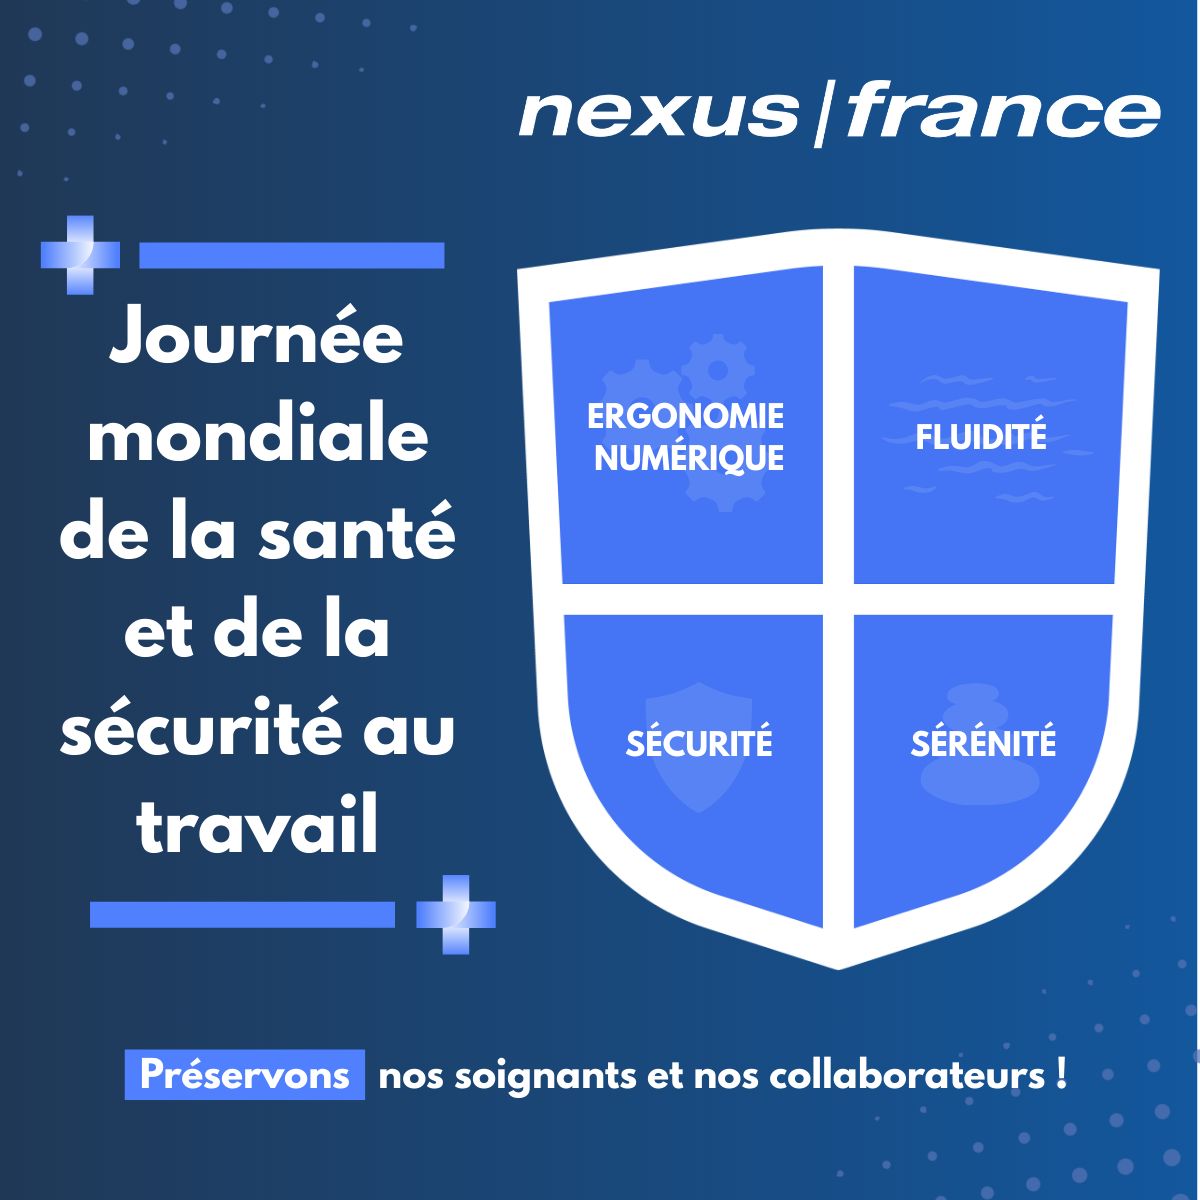 nexus/france
Journée
mondiale
de la santé
et de la
sécurité au
travail
ERGONOMIE
NUMÉRIQUE
FLUIDITÉ
SÉCURITÉ
SÉRÉNITÉ
Préservons nos soignants et nos collaborateurs !